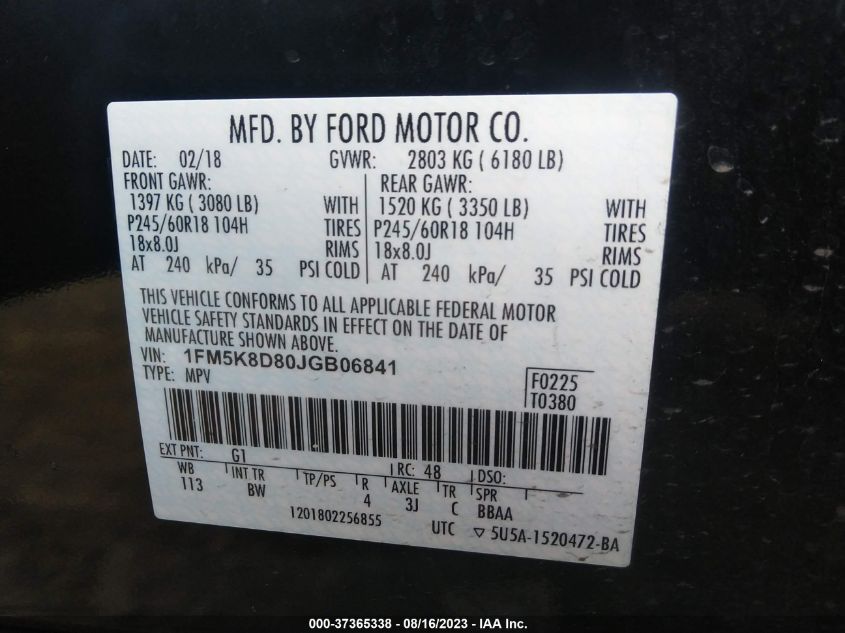 MFD. BY FORD MOTOR CO.
DATE: 02/18 GVWR: 2803 KG ( 6180 LB)
FRONT GAWR: REAR GAWR:
1397 KG ( 3080 LB) WITH 1520 KG ( 3350 LB) WITH
P245/60R18 104H TIRES P245/60R18 104H TIRES
18x8.0J RIMS 18x8.0J RIMS
AT 240 kPa/ 35 PSI COLD AT 240 kPa/ 35 PSI COLD
THIS VEHICLE CONFORMS TO ALL APPLICABLE FEDERAL MOTOR
VEHICLE SAFETY STANDARDS IN EFFECT ON THE DATE OF
MANUFACTURE SHOWN ABOVE.
VIN: 1FM5K8D80JGB06841
TYPE: MPV
F0225
T0380
EXT PNT: G1 RC: 48 DSO:
WB INT TR TP/PS R AXLE TR SPR
113 BW 4 3J C BBAA
1201802256855 UTC ▽ 5U5A-1520472-BA
000-37365338 - 08/16/2023 - IAA Inc.